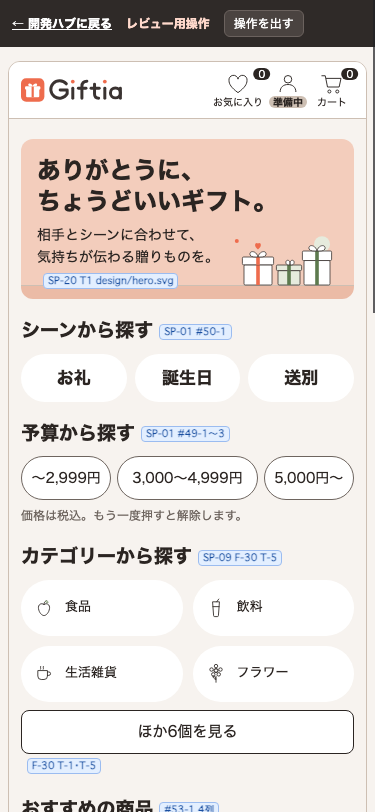 ← 開発ハブに戻る レビュー用操作 操作を出す
Giftia
0 0
お気に入り 準備中 カート
ありがとうに、
ちょうどいいギフト。
相手とシーンに合わせて、
気持ちが伝わる贈りものを。
SP-20 T1 design/hero.svg
シーンから探す SP-01 #50-1
お礼 誕生日 送別
予算から探す SP-01 #49-1〜3
〜2,999円 3,000〜4,999円 5,000円〜
価格は税込。もう一度押すと解除します。
カテゴリーから探す SP-09 F-30 T-5
食品 飲料
生活雑貨 フラワー
ほか6個を見る
F-30 T-1・T-5
おすすめの商品 #53-1 4列